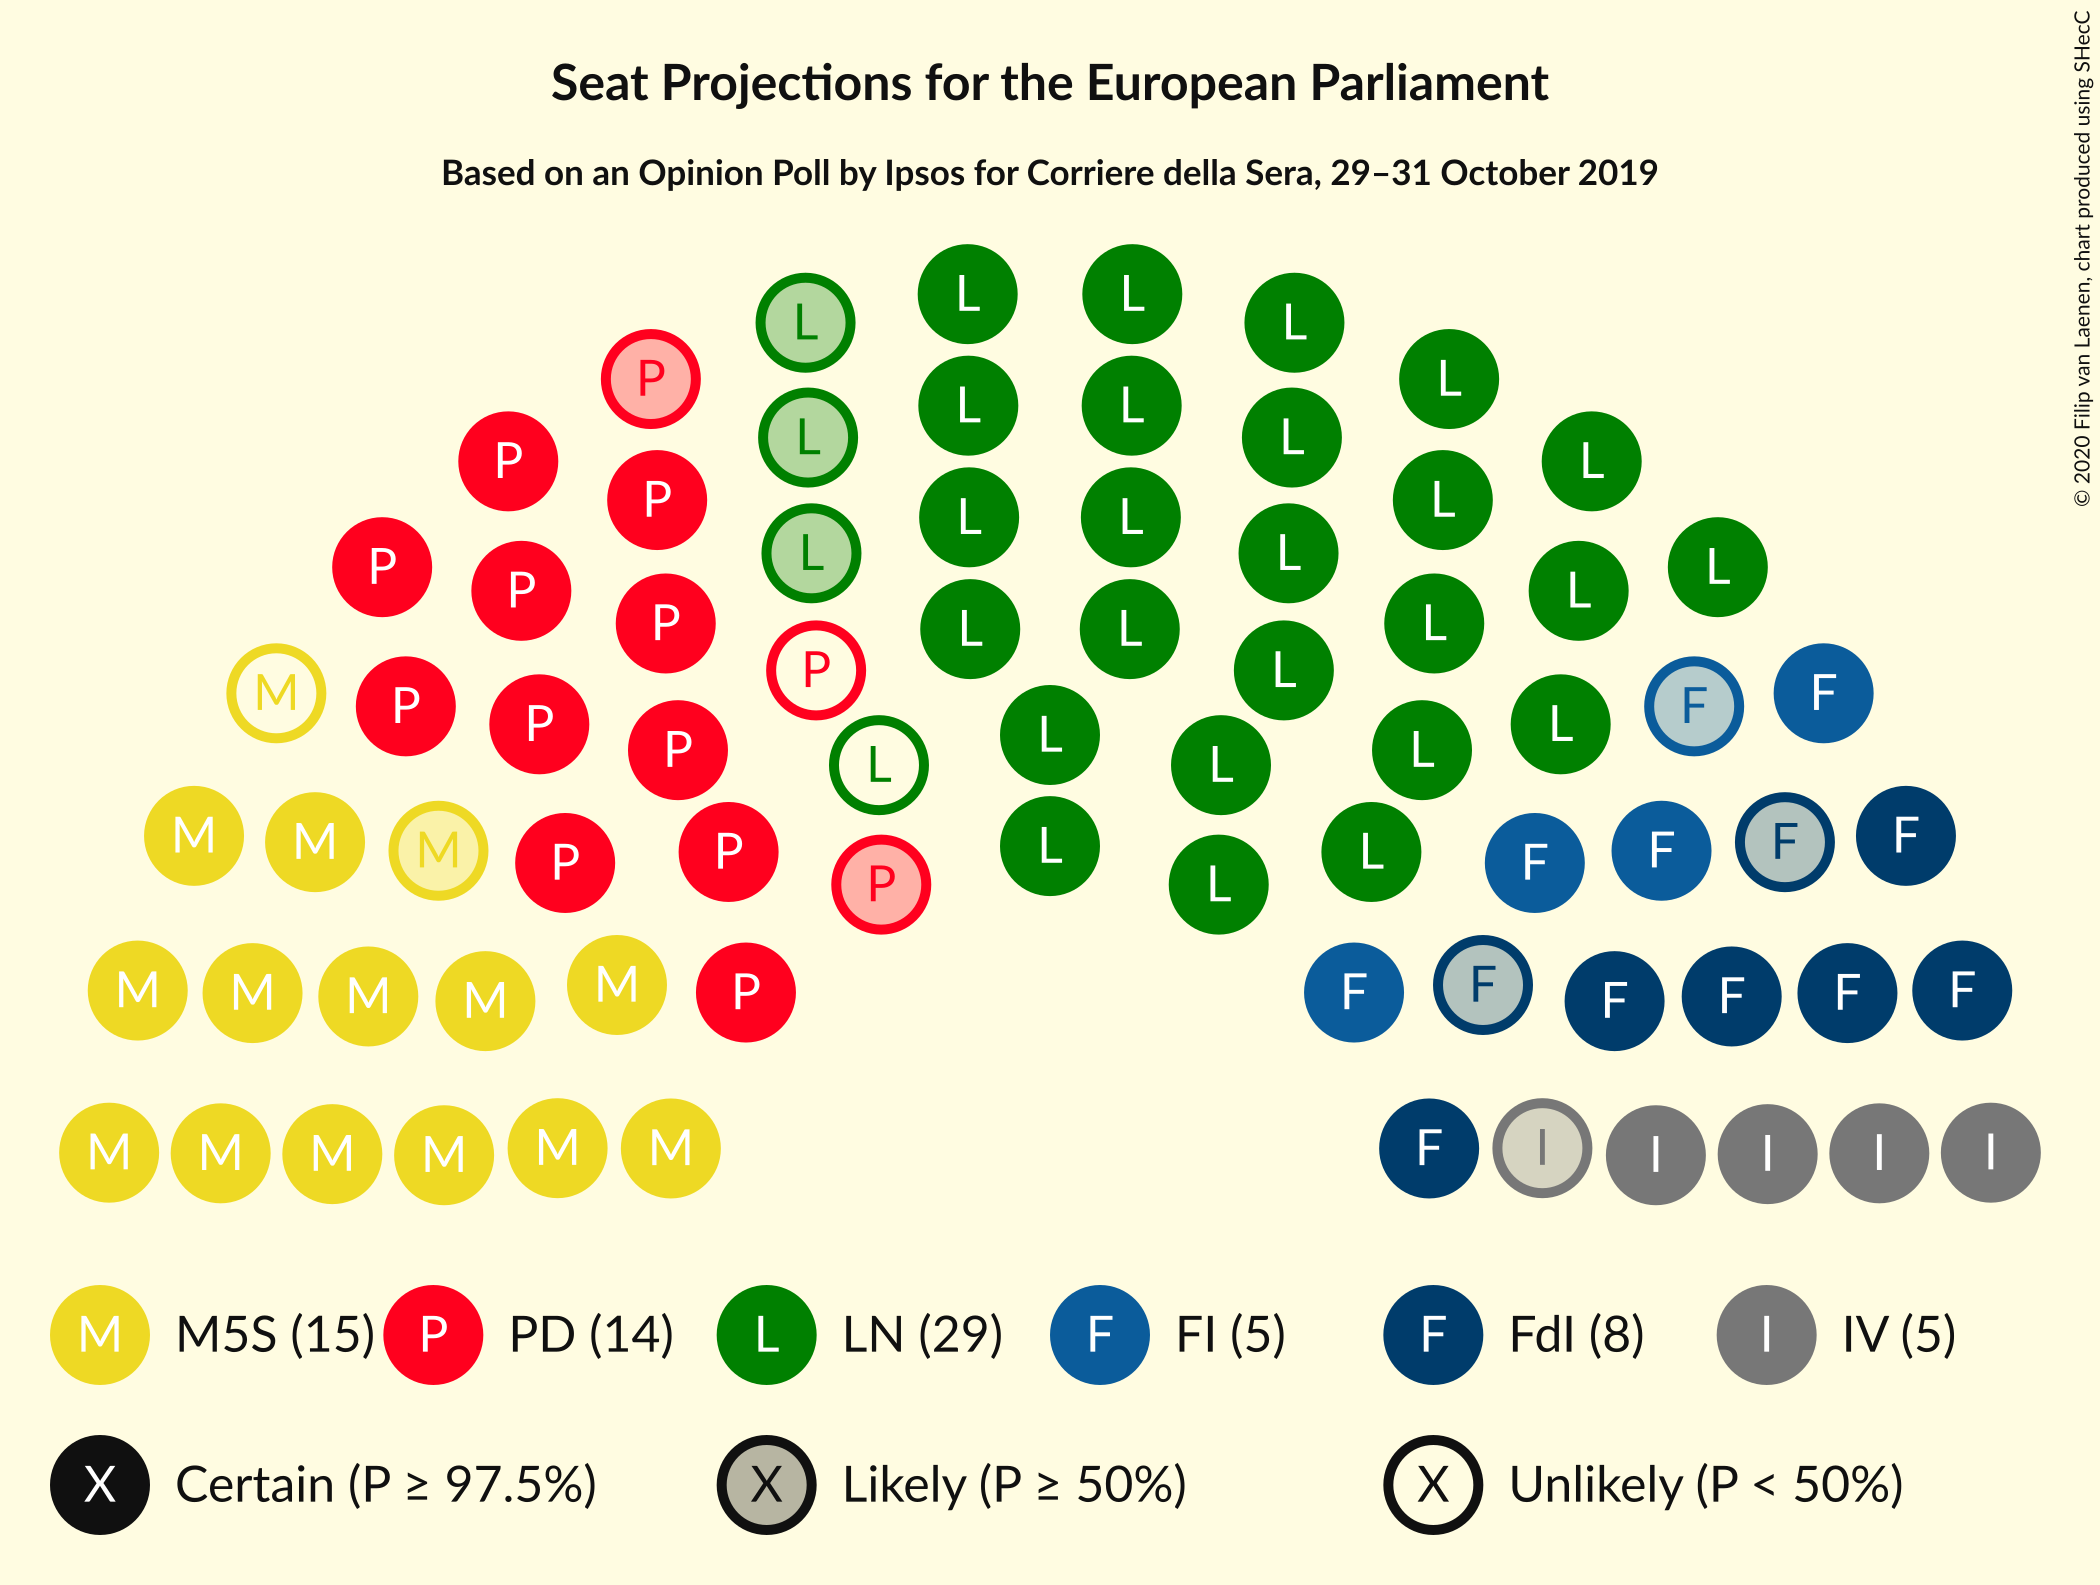 Seat Projections for the European Parliament
Based on an Opinion Poll by Ipsos for Corriere della Sera, 29–31 October 2019
© 2020 Filip van Laenen, chart produced using SHecC
L L
L L
P L
L L
L L
P L
L L
P P L L
L L
P P L L
P L L P L L
P L L
M P P P L L L F F
L L L
M M M P P P L L L F F F F
M M M M M P F F F F F F
M M M M M M F I I I I I
M M5S (15) P PD (14) L LN (29) F FI (5) F FdI (8) I IV (5)
X Certain (P ≥ 97.5%) X Likely (P ≥ 50%) X Unlikely (P < 50%)